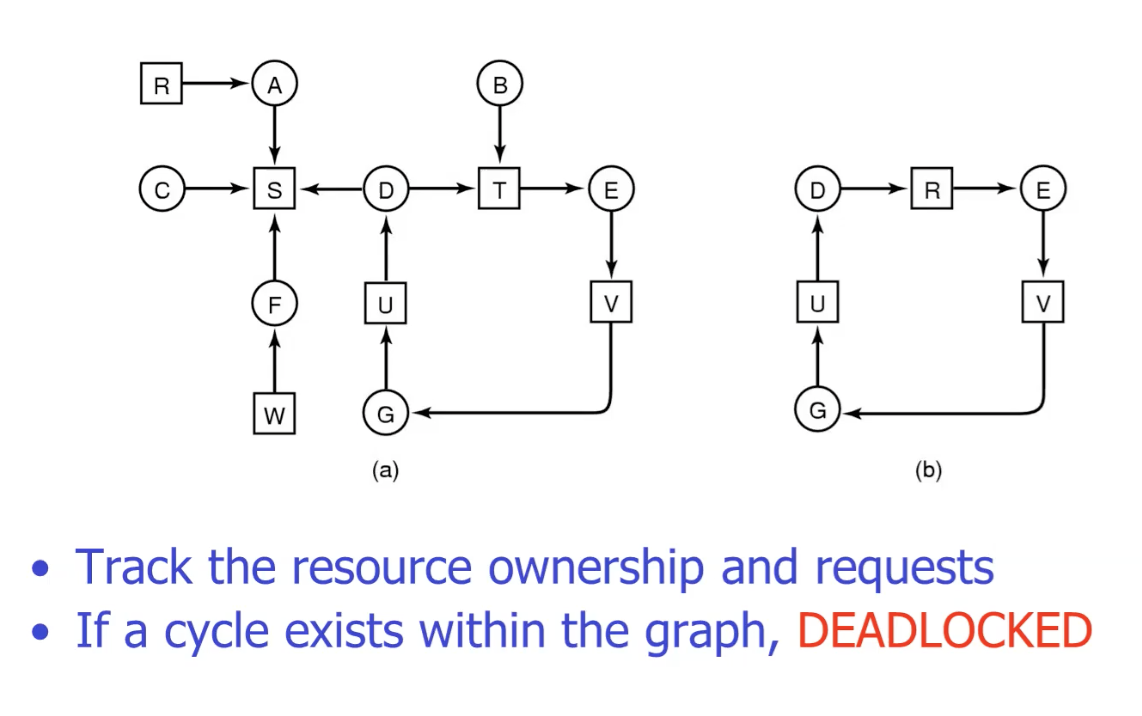 R A B
C S D T E D R E
F U V U V
W G G
(a) (b)
• Track the resource ownership and requests
• If a cycle exists within the graph, DEADLOCKED